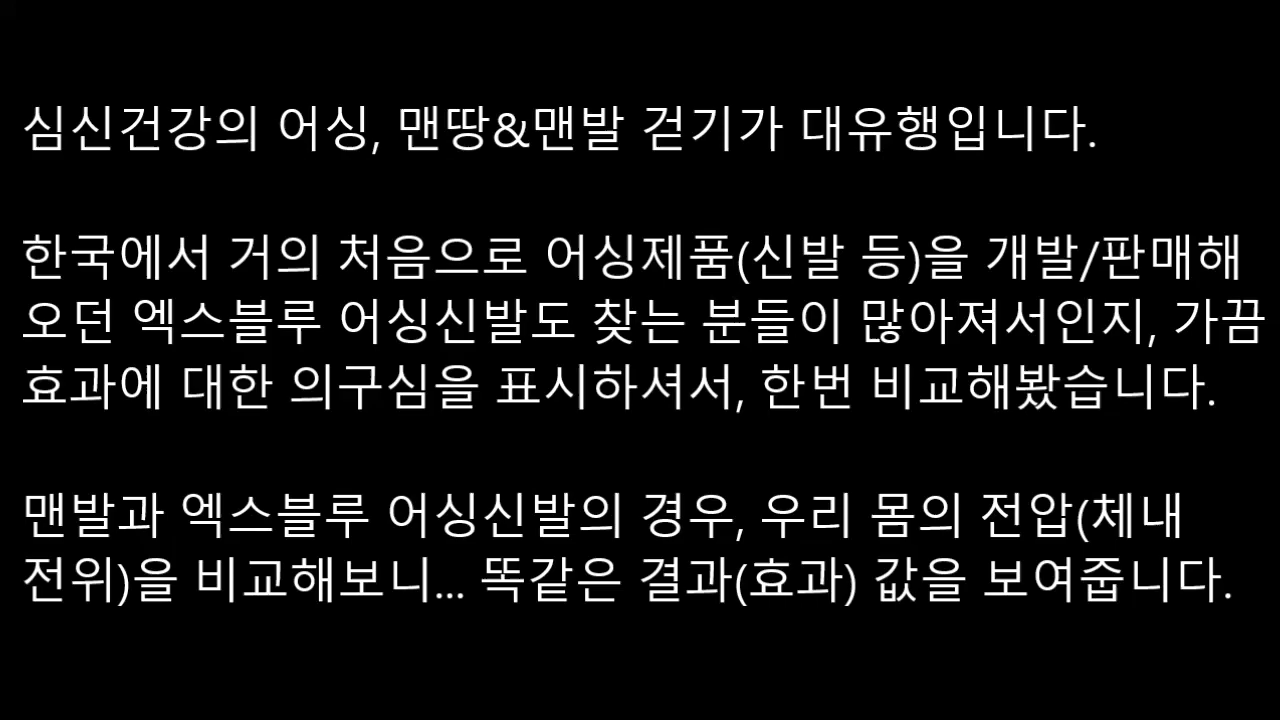 심신건강의 어싱, 맨땅&맨발 걷기가 대유행입니다.
한국에서 거의 처음으로 어싱제품(신발 등)을 개발/판매해
오던 엑스블루 어싱신발도 찾는 분들이 많아져서인지, 가끔
효과에 대한 의구심을 표시하셔서, 한번 비교해봤습니다.
맨발과 엑스블루 어싱신발의 경우, 우리 몸의 전압(체내
전위)을 비교해보니... 똑같은 결과(효과) 값을 보여줍니다.